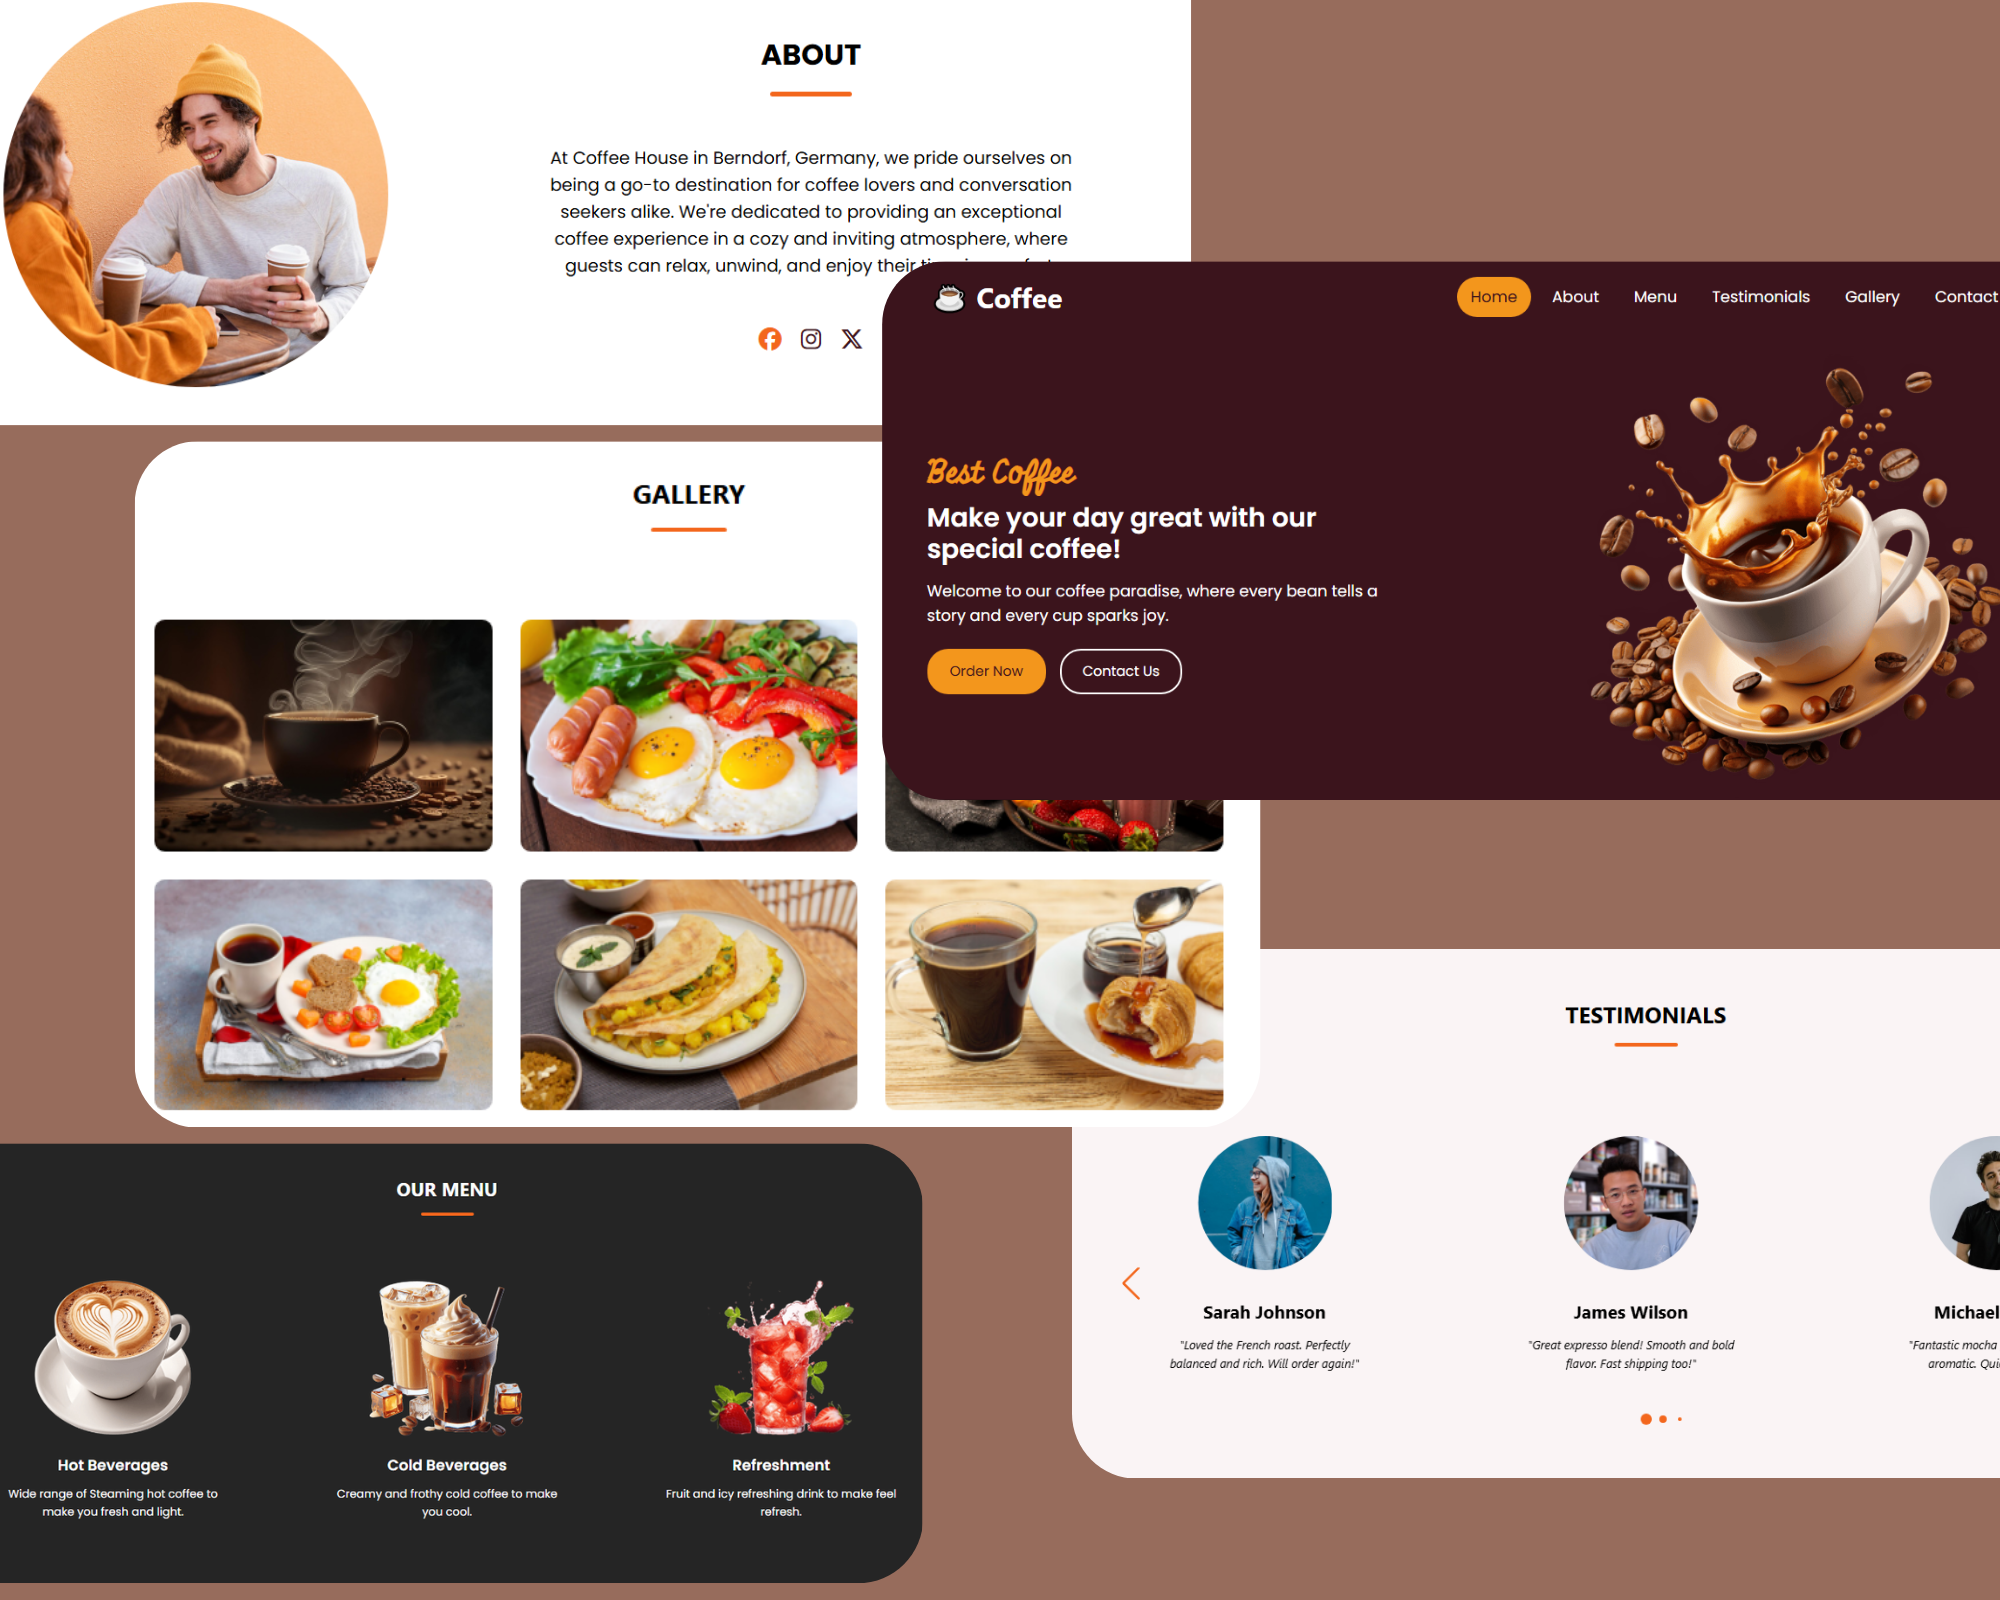 ABOUT
At Coffee House in Berndorf, Germany, we pride ourselves on
being a go-to destination for coffee lovers and conversation
seekers alike. We're dedicated to providing an exceptional
coffee experience in a cozy and inviting atmosphere, where
guests can relax, unwind, and enjoy their
Coffee
Home
About
Menu
Testimonials
Gallery
Contact
Best Coffee
Make your day great with our
special coffee!
Welcome to our coffee paradise, where every bean tells a
story and every cup sparks joy.
Order Now
Contact Us
GALLERY
TESTIMONIALS
Sarah Johnson
"Loved the French roast. Perfectly
balanced and rich. Will order again!"
James Wilson
"Great expresso blend! Smooth and bold
flavor. Fast shipping too!"
Michael
"Fantastic mocha
aromatic.
OUR MENU
Hot Beverages
Wide range of Steaming hot coffee to
make you fresh and light.
Cold Beverages
Creamy and frothy cold coffee to make
you cool.
Refreshment
Fruit and icy refreshing drink to make feel
refresh.